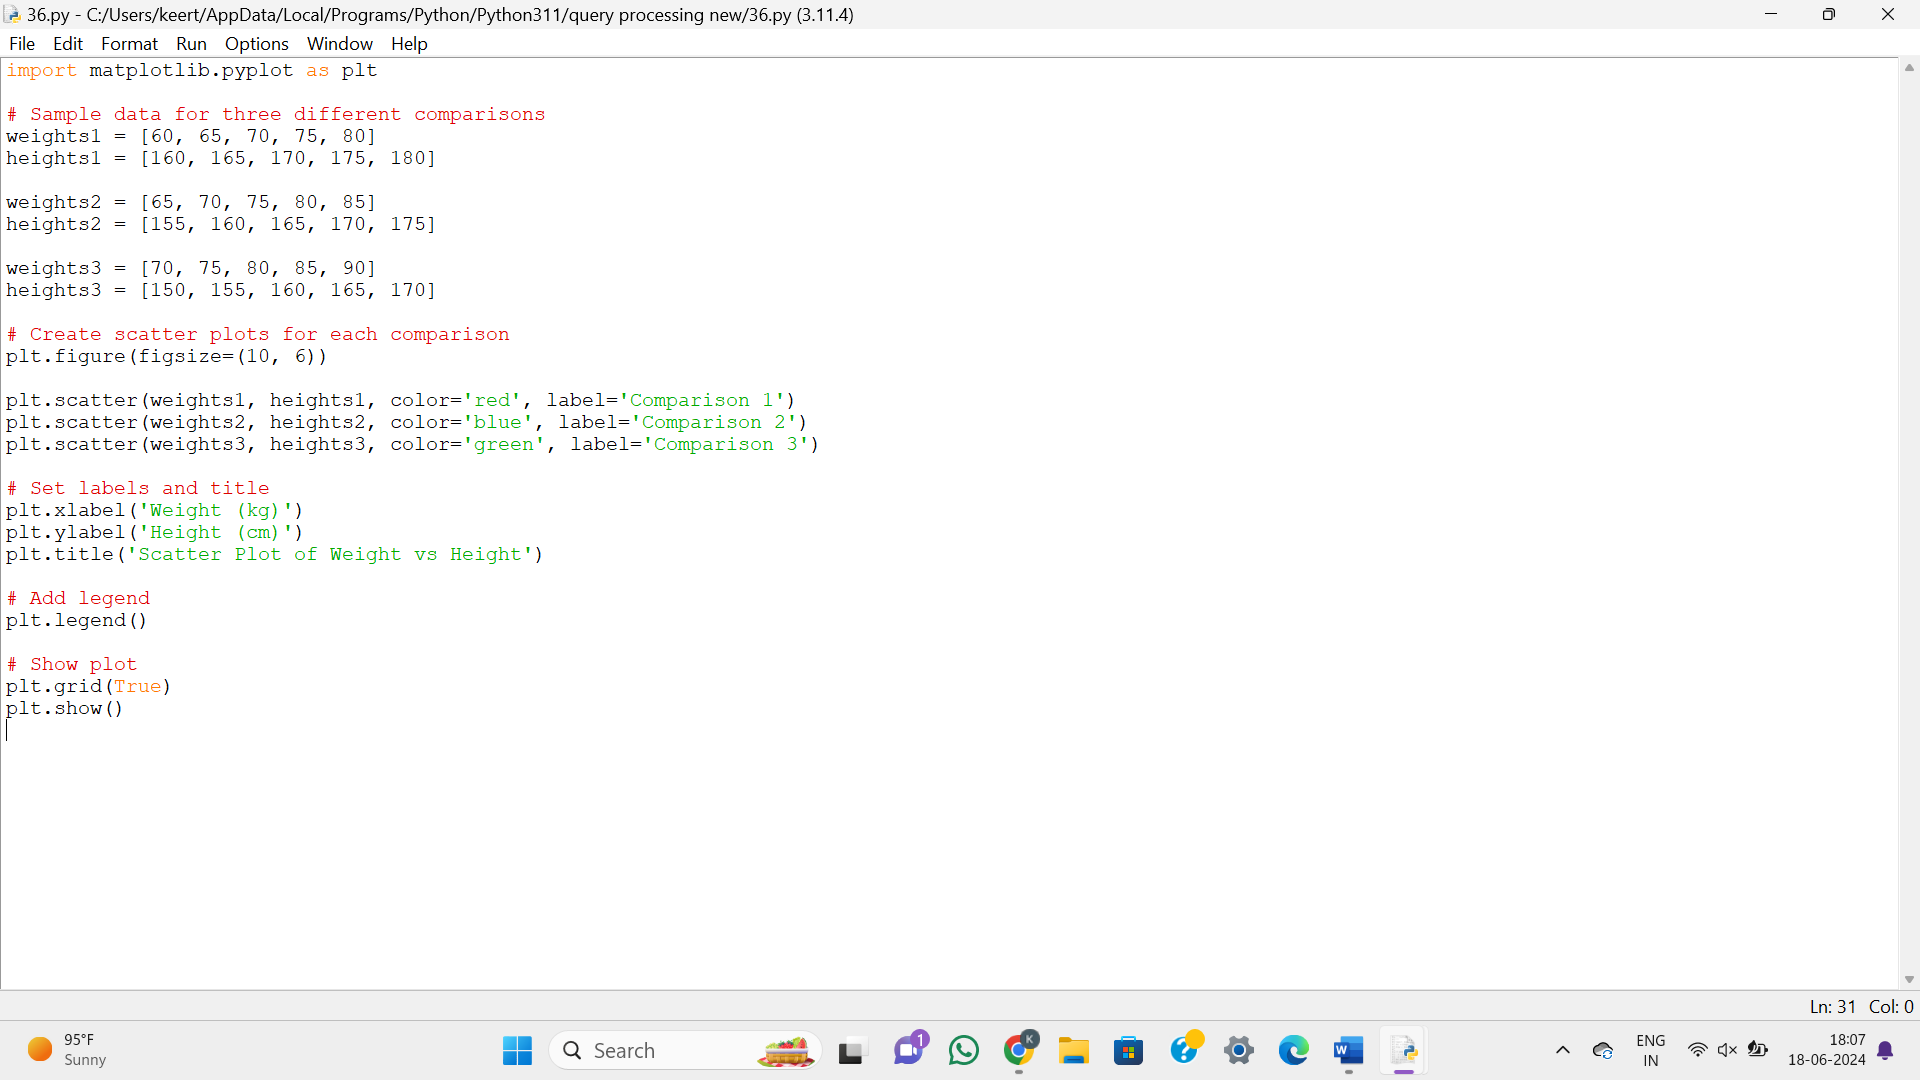 36.py - C:/Users/keert/AppData/Local/Programs/Python/Python311/query processing new/36.py (3.11.4)
File Edit Format Run Options Window Help
import matplotlib.pyplot as plt
# Sample data for three different comparisons
weights1 = [60, 65, 70, 75, 80]
heights1 = [160, 165, 170, 175, 180]
weights2 = [65, 70, 75, 80, 85]
heights2 = [155, 160, 165, 170, 175]
weights3 = [70, 75, 80, 85, 90]
heights3 = [150, 155, 160, 165, 170]
# Create scatter plots for each comparison
plt.figure(figsize=(10, 6))
plt.scatter(weights1, heights1, color='red', label='Comparison 1')
plt.scatter(weights2, heights2, color='blue', label='Comparison 2')
plt.scatter(weights3, heights3, color='green', label='Comparison 3')
# Set labels and title
plt.xlabel('Weight (kg)')
plt.ylabel('Height (cm)')
plt.title('Scatter Plot of Weight vs Height')
# Add legend
plt.legend()
# Show plot
plt.grid(True)
plt.show()
Ln: 31 Col: 0
95°F
Sunny
Search
1
K
W
ENG
IN
18:07
18-06-2024